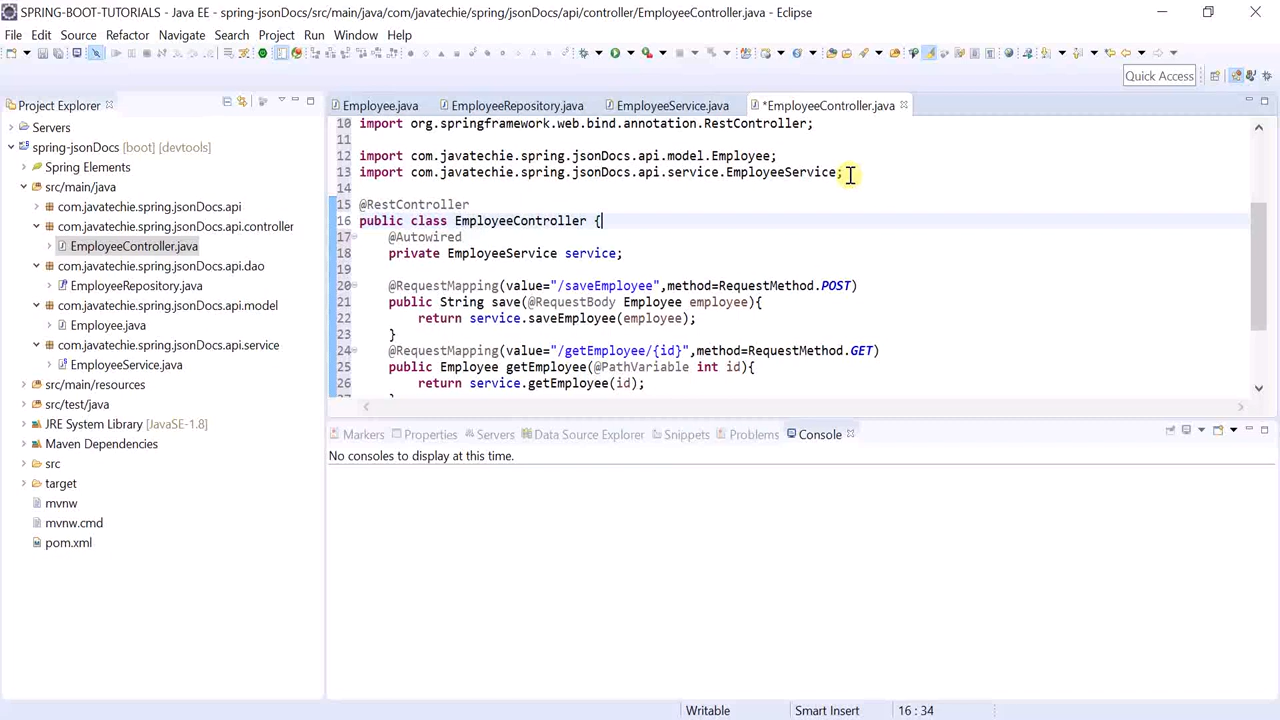 SPRING-BOOT-TUTORIALS - Java EE - spring-jsonDocs/src/main/java/com/javatechie/spring/jsonDocs/api/controller/EmployeeController.java - Eclipse
File Edit Source Refactor Navigate Search Project Run Window Help
Quick Access
Project Explorer
Servers
spring-jsonDocs [boot] [devtools]
Spring Elements
src/main/java
com.javatechie.spring.jsonDocs.api
com.javatechie.spring.jsonDocs.api.controller
EmployeeController.java
com.javatechie.spring.jsonDocs.api.dao
EmployeeRepository.java
com.javatechie.spring.jsonDocs.api.model
Employee.java
com.javatechie.spring.jsonDocs.api.service
EmployeeService.java
src/main/resources
src/test/java
JRE System Library [JavaSE-1.8]
Maven Dependencies
src
target
mvnw
mvnw.cmd
pom.xml
Employee.java EmployeeRepository.java EmployeeService.java *EmployeeController.java
10 import org.springframework.web.bind.annotation.RestController;
11
12 import com.javatechie.spring.jsonDocs.api.model.Employee;
13 import com.javatechie.spring.jsonDocs.api.service.EmployeeService;
14
15 @RestController
16 public class EmployeeController {
17 @Autowired
18 private EmployeeService service;
19
20 @RequestMapping(value="/saveEmployee",method=RequestMethod.POST)
21 public String save(@RequestBody Employee employee){
22 return service.saveEmployee(employee);
23 }
24 @RequestMapping(value="/getEmployee/{id}",method=RequestMethod.GET)
25 public Employee getEmployee(@PathVariable int id){
26 return service.getEmployee(id);
Markers Properties Servers Data Source Explorer Snippets Problems Console
No consoles to display at this time.
Writable Smart Insert 16 : 34